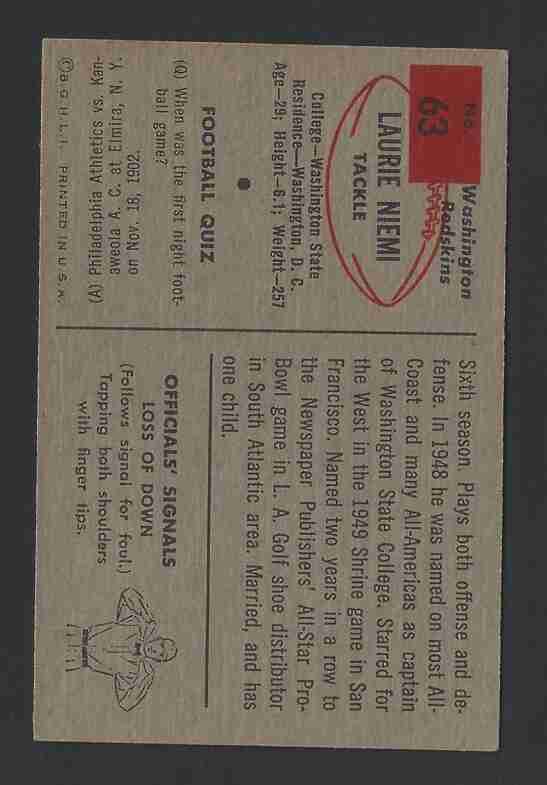 No.
63
Washington
Redskins
LAURIE NIEMI
TACKLE
College—Washington State
Residence—Washington, D. C.
Age—29; Height—6.1; Weight—257
FOOTBALL QUIZ
(Q) When was the first night foot-
ball game?
(A) Philadelphia Athletics vs. Kan-
aweola A. C. at Elmira, N. Y.
on Nov. 18, 1902.
©B.G.H.L.I. PRINTED IN U.S.A.
Sixth season. Plays both offense and de-
fense. In 1948 he was named on most All-
Coast and many All-Americas as captain
of Washington State College. Starred for
the West in the 1949 Shrine game in San
Francisco. Named two years in a row to
the Newspaper Publishers' All-Star Pro-
Bowl game in L. A. Golf shoe distributor
in South Atlantic area. Married, and has
one child.
OFFICIALS' SIGNALS
LOSS OF DOWN
(Follows signal for foul.)
Tapping both shoulders
with finger tips.